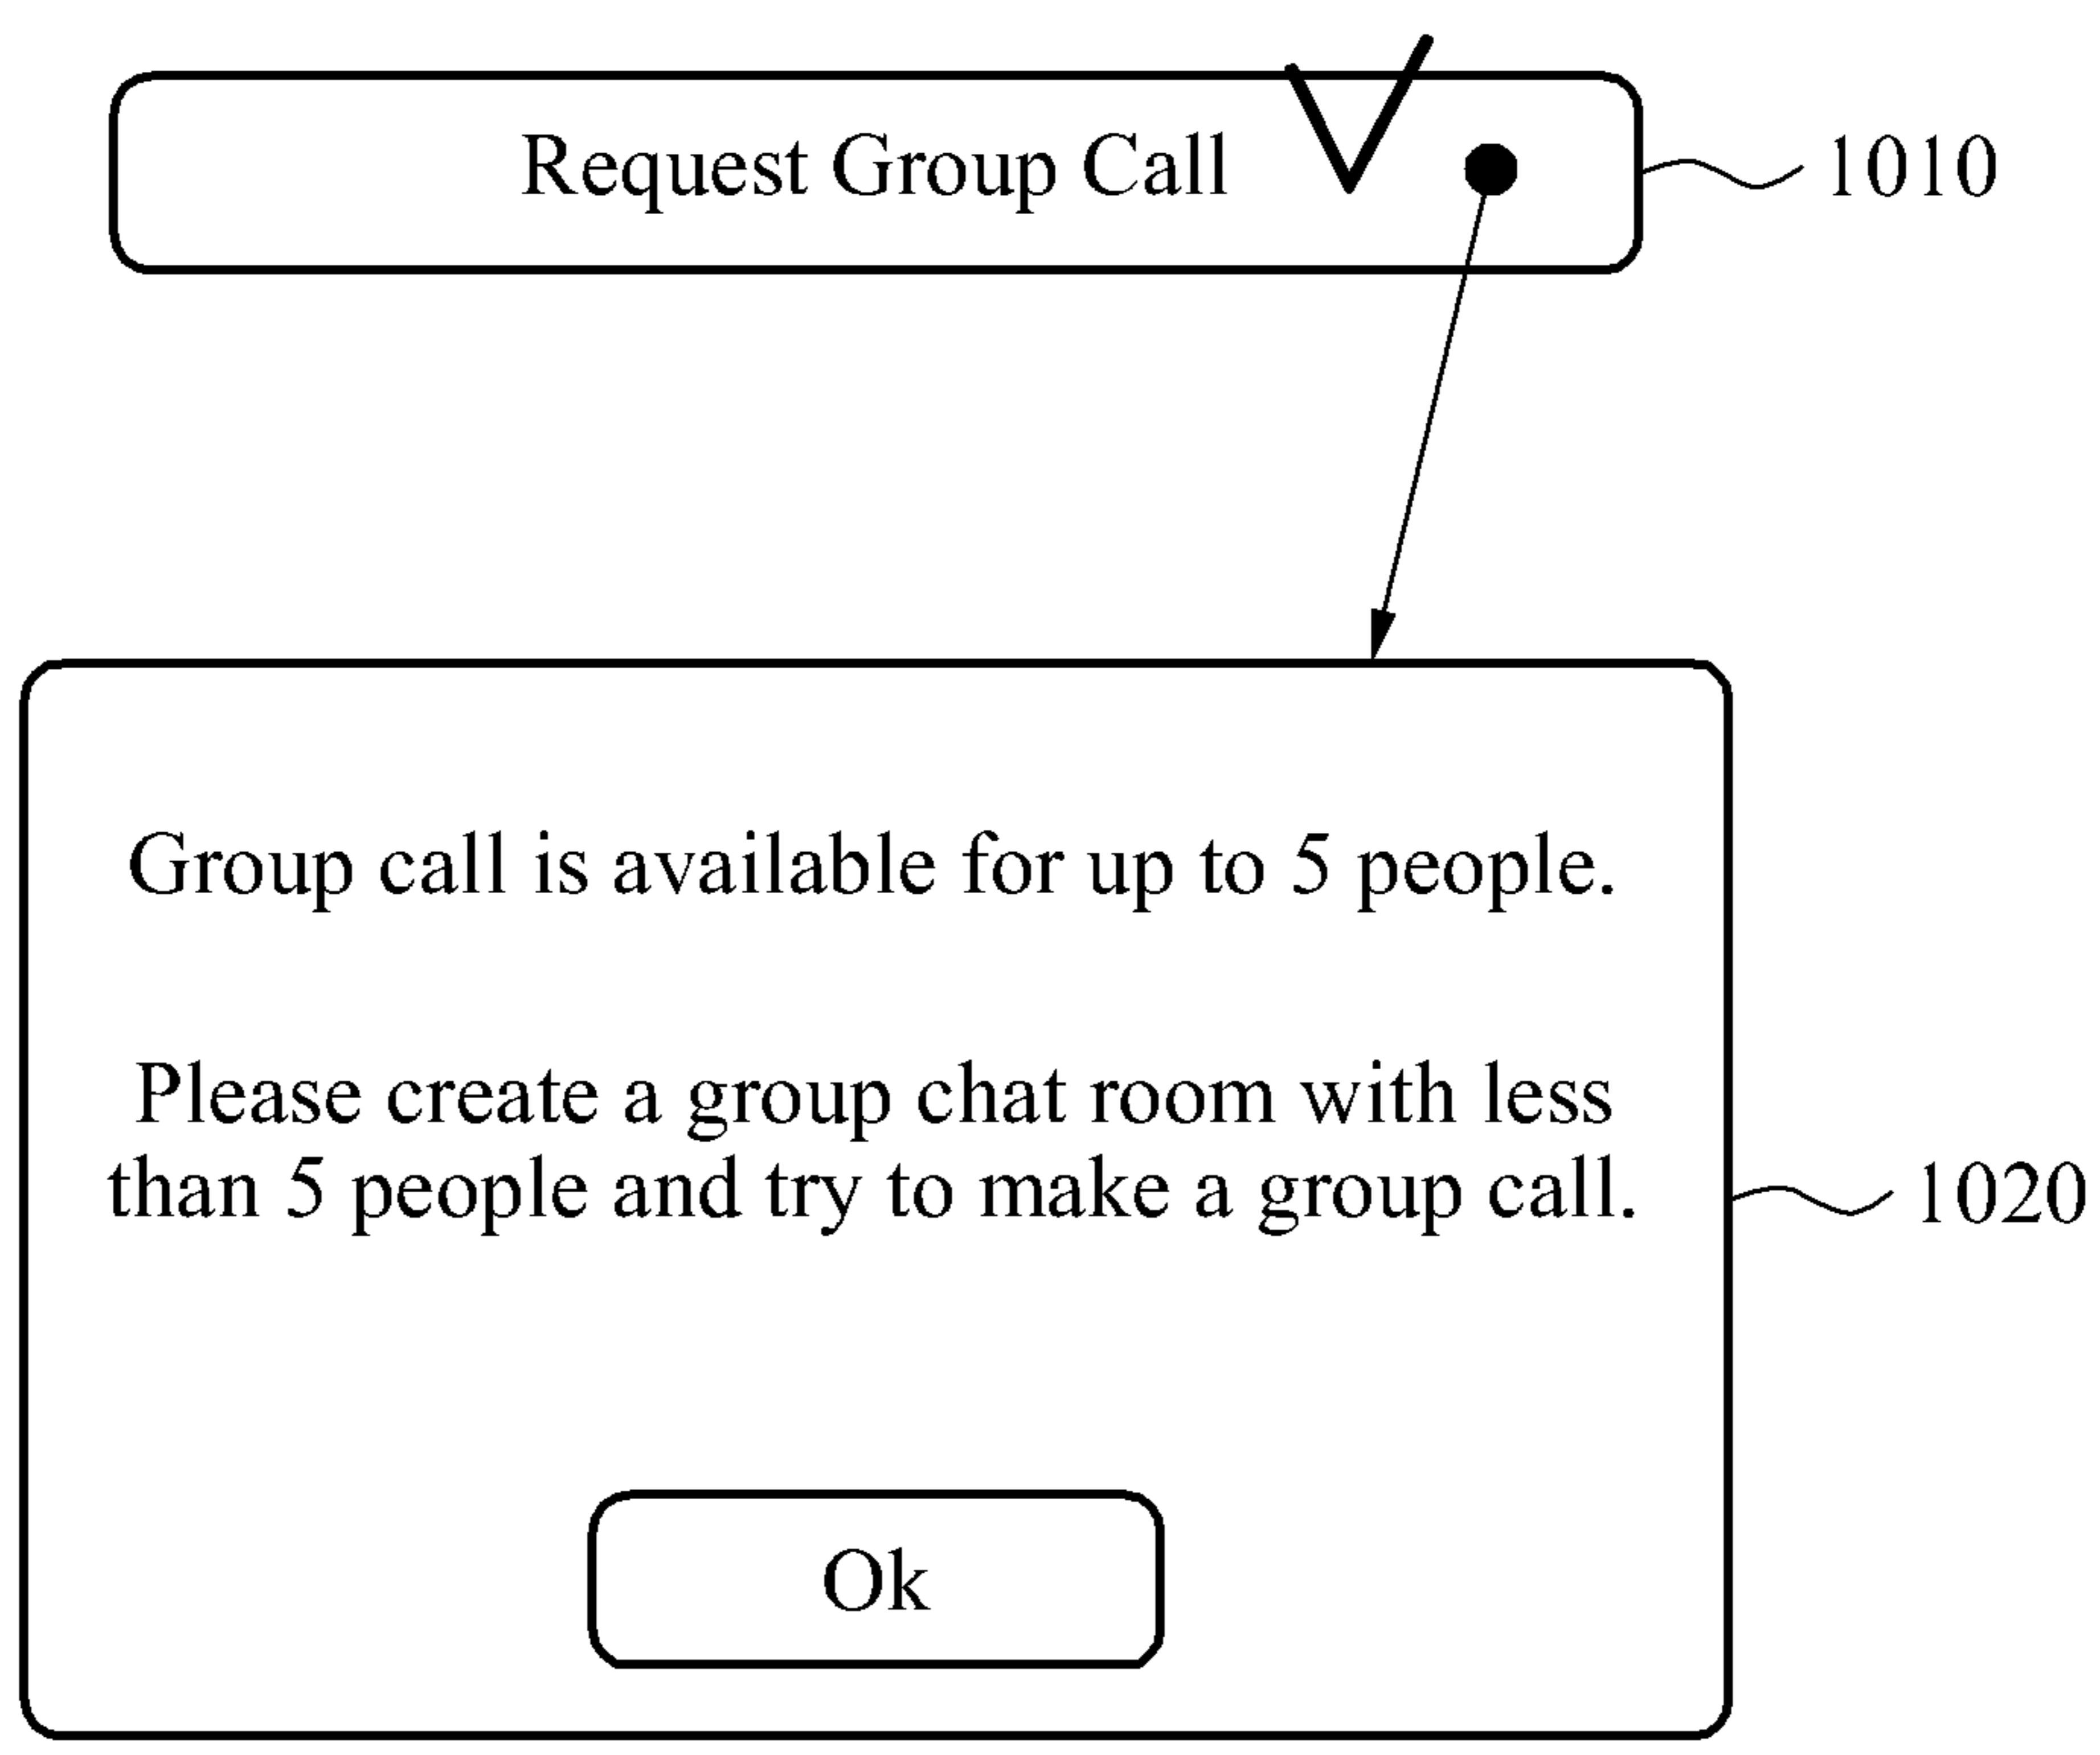 Request Group Call
1010
Group call is available for up to 5 people.
Please create a group chat room with less
than 5 people and try to make a group call.
1020
Ok